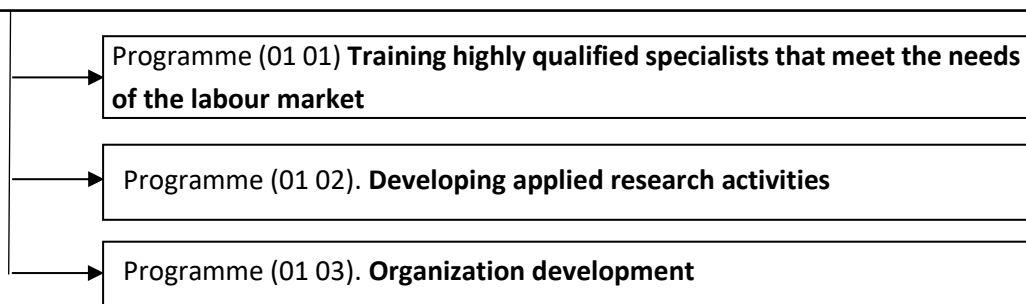 Programme (01 01) Training highly qualified specialists that meet the needs
of the labour market
Programme (01 02). Developing applied research activities
Programme (01 03). Organization development